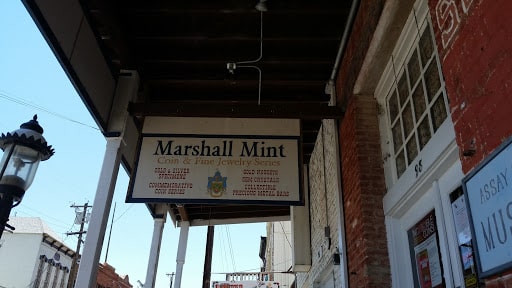 Marshall Mint
Coin & Fine Jewelry Series
GOLD & SILVER
SPECIMENS
COMMEMORATIVE
COIN SERIES
GOLD NUGGETS
GEM CRYSTALS
COLLECTIBLE
PRECIOUS METAL BARS
ASSAY
MUS